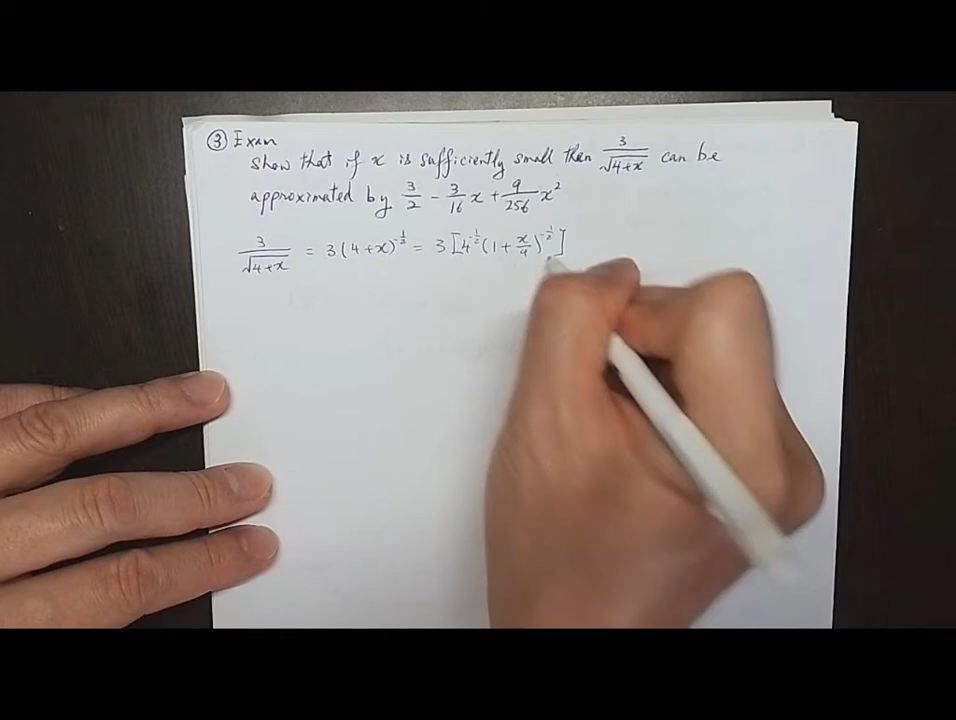 ③ Exam
Show that if x is sufficiently small then 3/√(4+x) can be
approximated by 3/2 - 3/16 x + 9/256 x²
3/√(4+x) = 3(4+x)^(-1/2) = 3[4^(-1/2)(1+x/4)^(-1/2)]